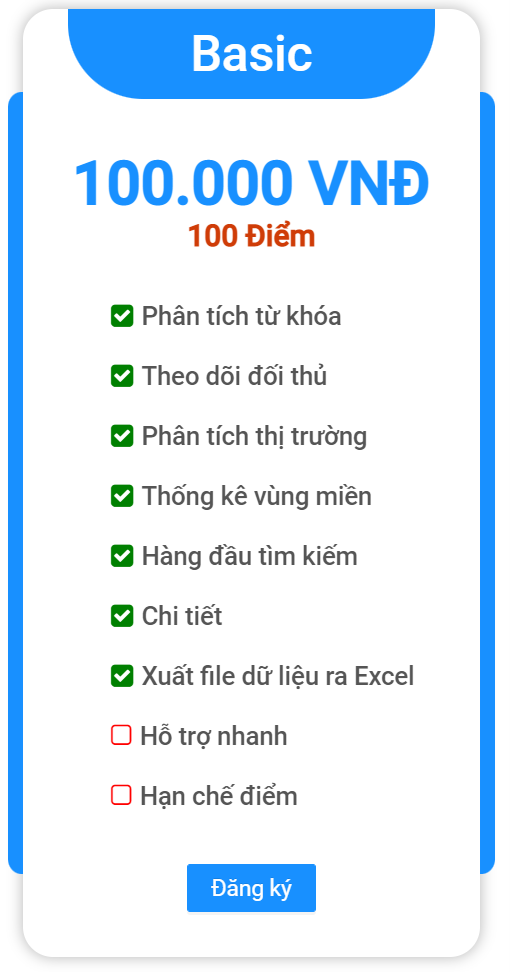 Basic
100.000 VNĐ
100 Điểm
Phân tích từ khóa
Theo dõi đối thủ
Phân tích thị trường
Thống kê vùng miền
Hàng đầu tìm kiếm
Chi tiết
Xuất file dữ liệu ra Excel
Hỗ trợ nhanh
Hạn chế điểm
Đăng ký